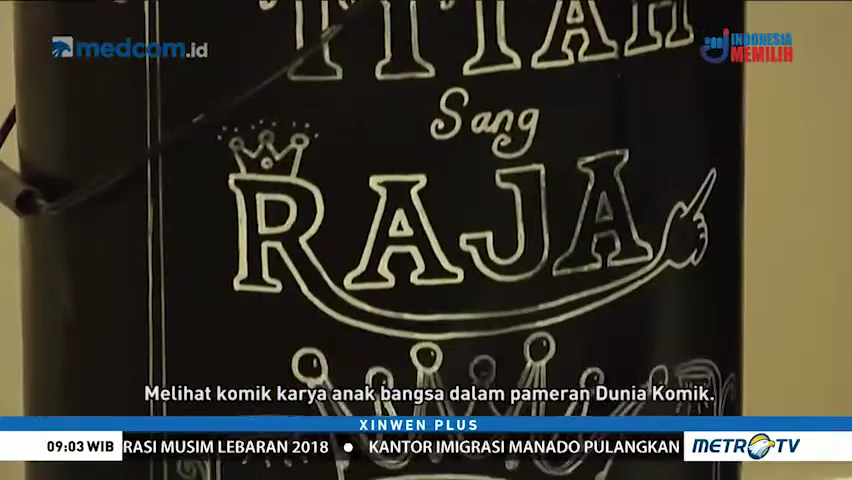 medcom.id
INDONESIA
MEMILIH
TITAH
Sang
RAJA
Melihat komik karya anak bangsa dalam pameran Dunia Komik.
XINWEN PLUS
09:03 WIB
RASI MUSIM LEBARAN 2018 ● KANTOR IMIGRASI MANADO PULANGKAN
METRO TV